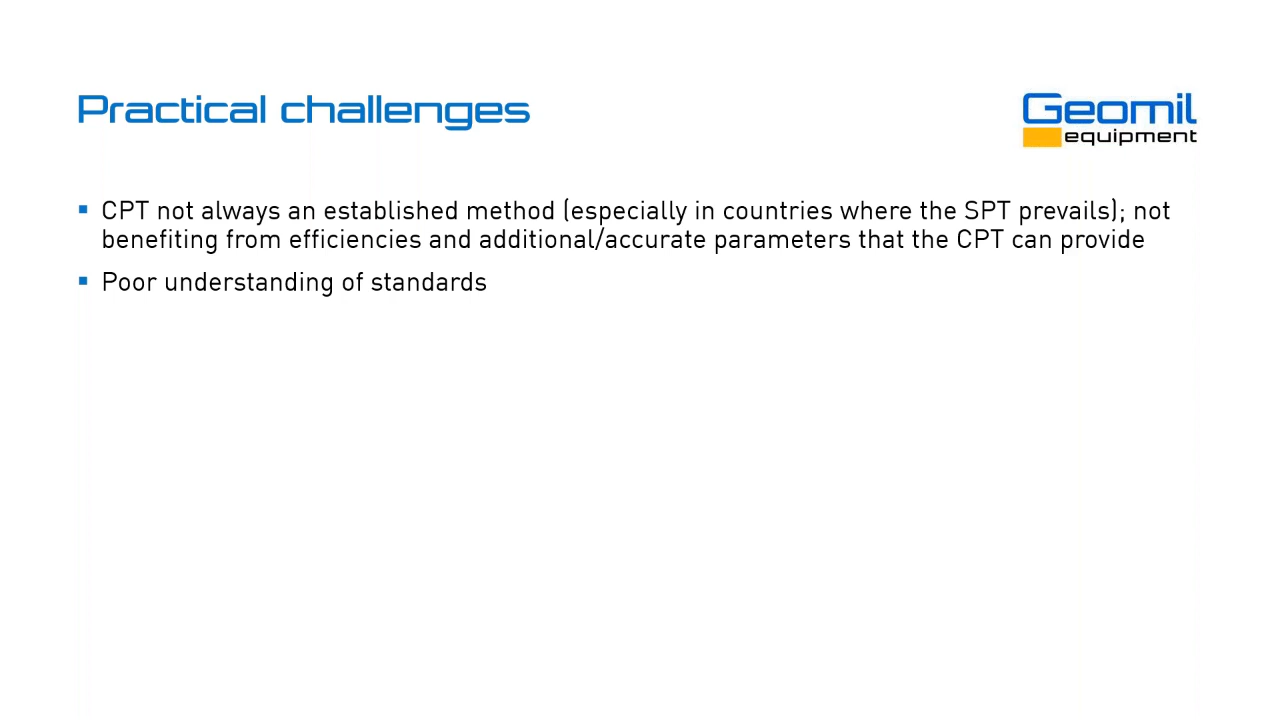 Practical challenges
Geomil
equipment
▪ CPT not always an established method (especially in countries where the SPT prevails); not
benefiting from efficiencies and additional/accurate parameters that the CPT can provide
▪ Poor understanding of standards